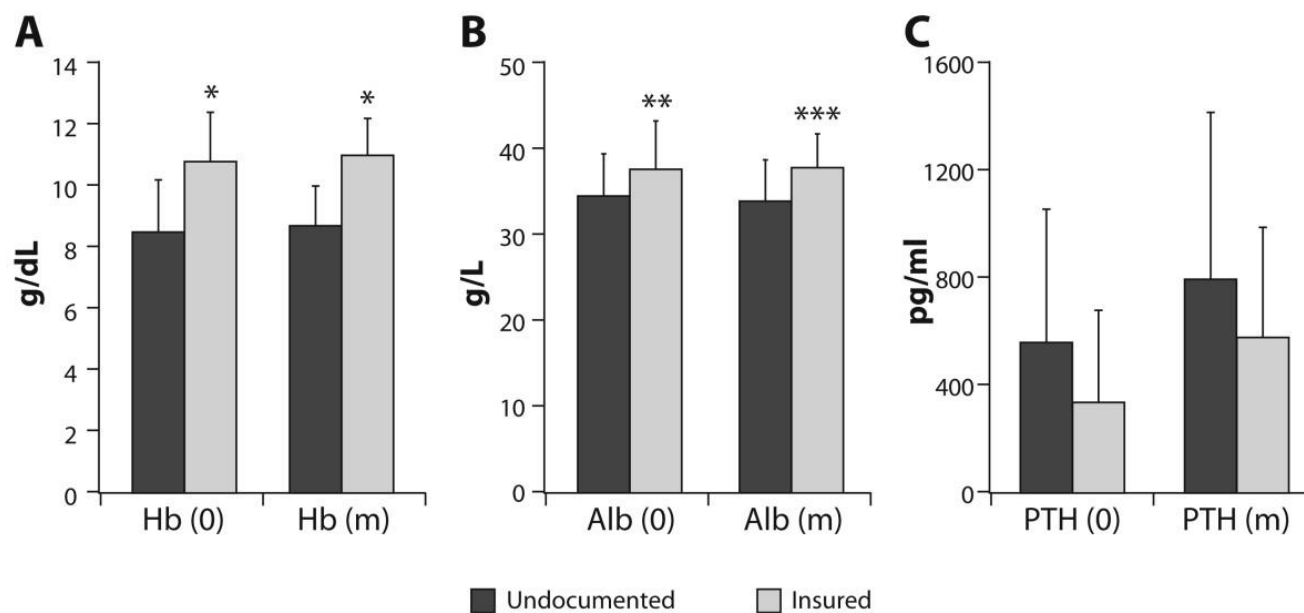 A
g/dL
14
12
10
8
6
4
2
0
*
*
Hb (0)
Hb (m)
B
g/L
50
40
30
20
10
0
**
***
Alb (0)
Alb (m)
C
pg/ml
1600
1200
800
400
0
PTH (0)
PTH (m)
Undocumented
Insured